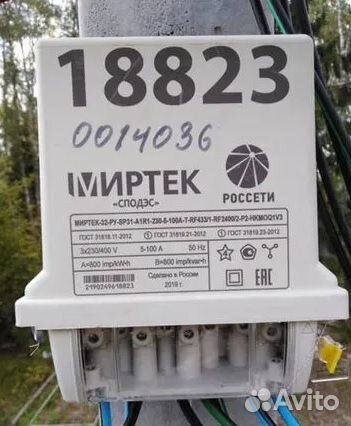 18823
0014036
МИРТЕК
«СПОДЭС»
РОССЕТИ
МИРТЕК-32-РУ-SP31-A1R1-230-5-100A-T-RF433/1-RF2400/2-P2-HKMOQ1V3
ГОСТ 31818.11-2012
ГОСТ 31819.21-2012
ГОСТ 31819.23-2012
3x230/400 V 5-100 A 50 Hz
A=800 imp/kW·h B=800 imp/kvar·h
Сделано в России
2019 г.
2190249618823
Avito